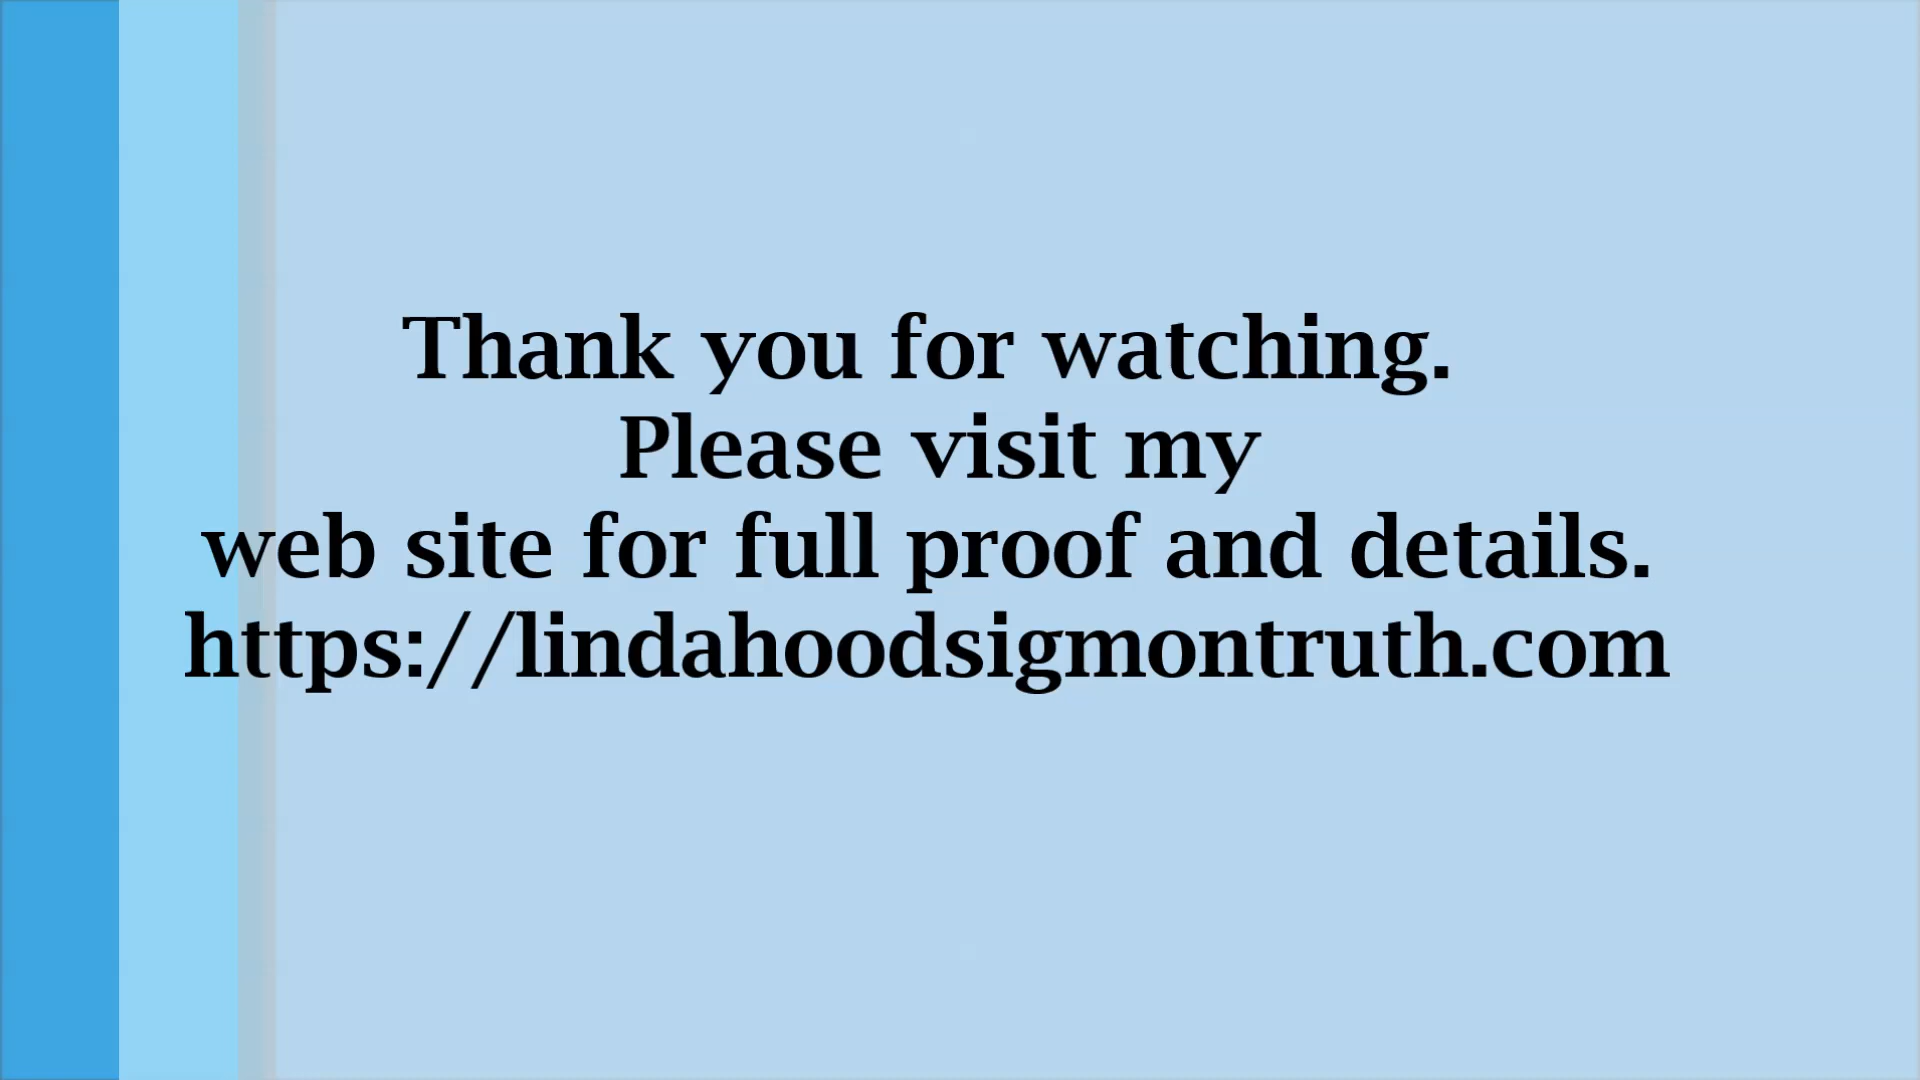 Thank you for watching.
Please visit my
web site for full proof and details.
https://lindahoodsigmontruth.com